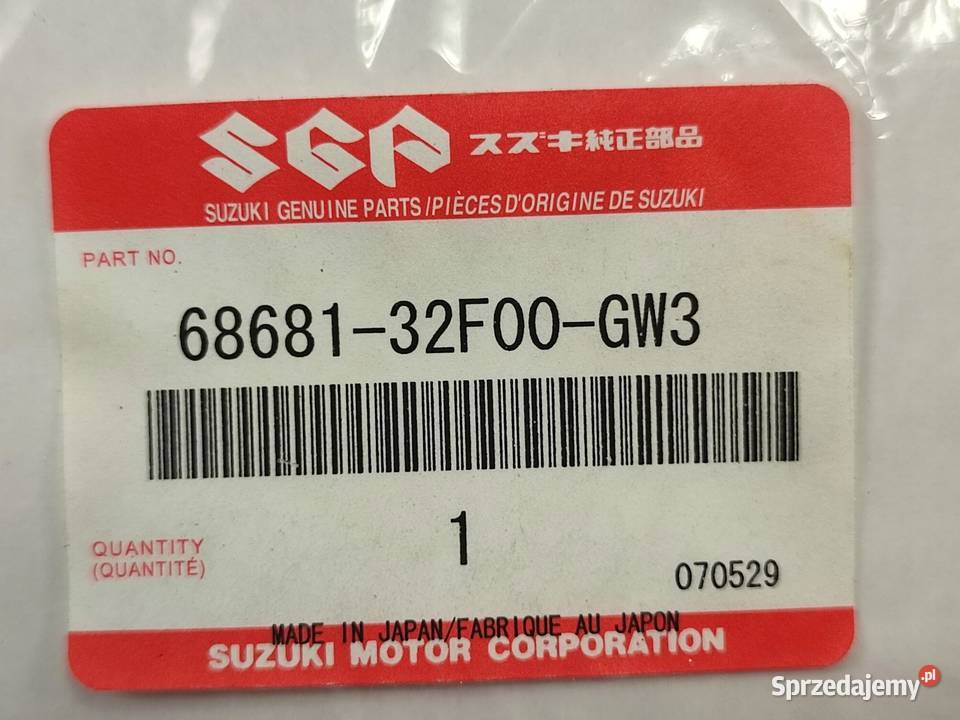 SGP スズキ純正部品
SUZUKI GENUINE PARTS/PIÈCES D'ORIGINE DE SUZUKI
PART NO.
68681-32F00-GW3
1
QUANTITY
(QUANTITÉ)
070529
MADE IN JAPAN/FABRIQUE AU JAPON
SUZUKI MOTOR CORPORATION
Sprzedajemy.pl